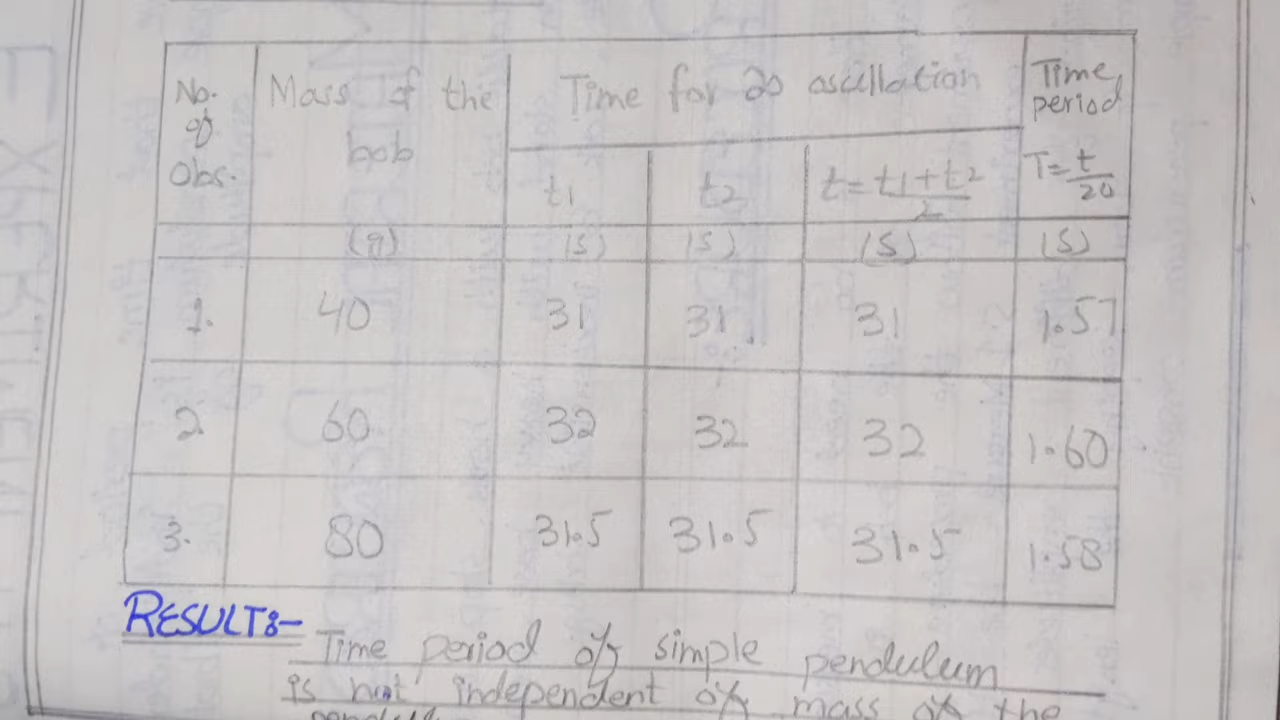 No. of Obs. | Mass of the bob | Time for 20 oscillation | Time period T=t/20
t1 | t2 | t=t1+t2/2
(g) | (s) | (s) | (s) | (s)
1. | 40 | 31 | 31. | 31 | 1.57
2 | 60 | 32 | 32 | 32 | 1.60
3. | 80 | 31.5 | 31.5 | 31.5 | 1.58
RESULT:-
Time period of simple pendulum
is not independent of mass of the